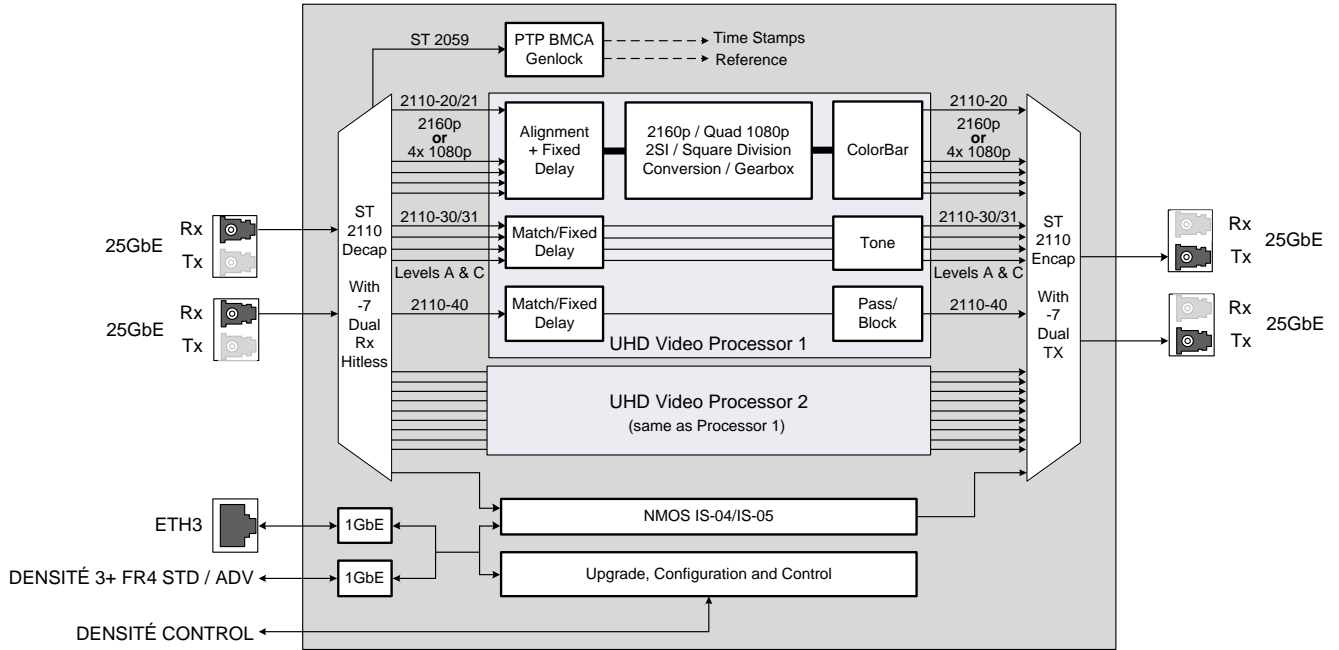 ST 2059
PTP BMCA
Genlock
Time Stamps
Reference
2110-20/21
2160p
or
4x 1080p
Alignment
+ Fixed
Delay
2160p / Quad 1080p
2SI / Square Division
Conversion / Gearbox
ColorBar
2110-20
2160p
or
4x 1080p
25GbE
Rx
Tx
25GbE
Rx
Tx
ST
2110
Decap
With
-7
Dual
Rx
Hitless
2110-30/31
Levels A & C
Match/Fixed
Delay
Tone
2110-30/31
Levels A & C
2110-40
Match/Fixed
Delay
Pass/
Block
2110-40
UHD Video Processor 1
UHD Video Processor 2
(same as Processor 1)
ST
2110
Encap
With
-7
Dual
TX
Rx
Tx
25GbE
Rx
Tx
25GbE
ETH3
1GbE
NMOS IS-04/IS-05
DENSITÉ 3+ FR4 STD / ADV
1GbE
Upgrade, Configuration and Control
DENSITÉ CONTROL